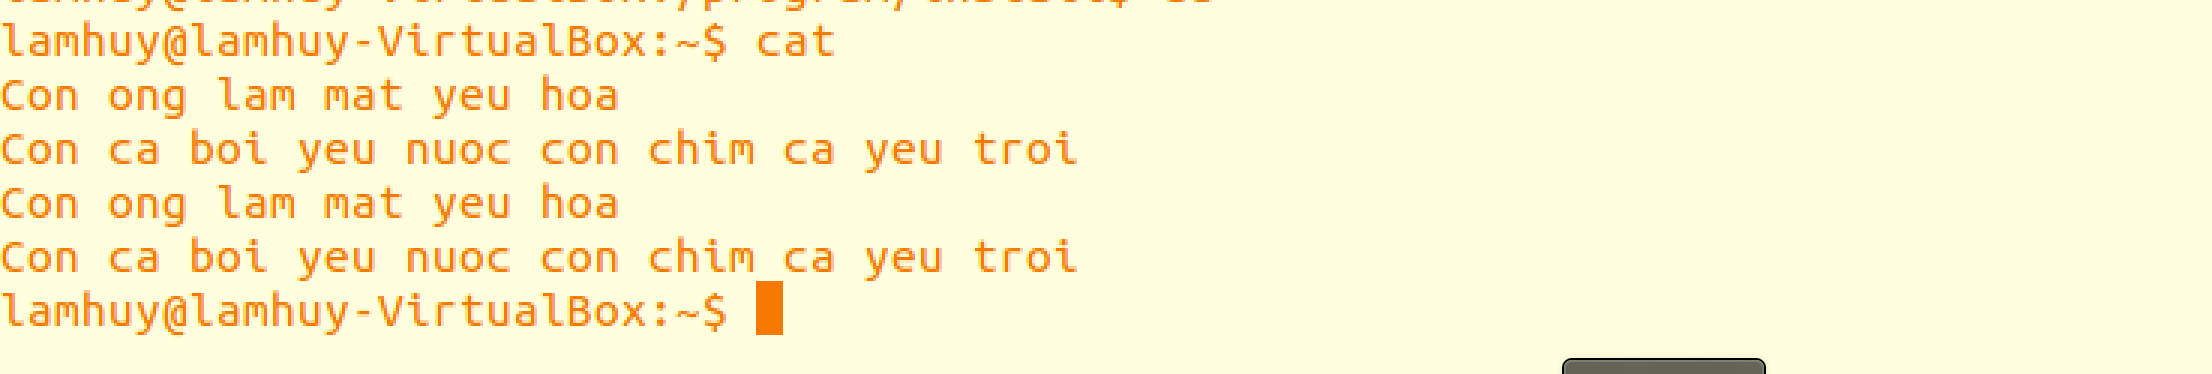 lamhuy@lamhuy-VirtualBox:~$ cat
Con ong lam mat yeu hoa
Con ca boi yeu nuoc con chim ca yeu troi
Con ong lam mat yeu hoa
Con ca boi yeu nuoc con chim ca yeu troi
lamhuy@lamhuy-VirtualBox:~$